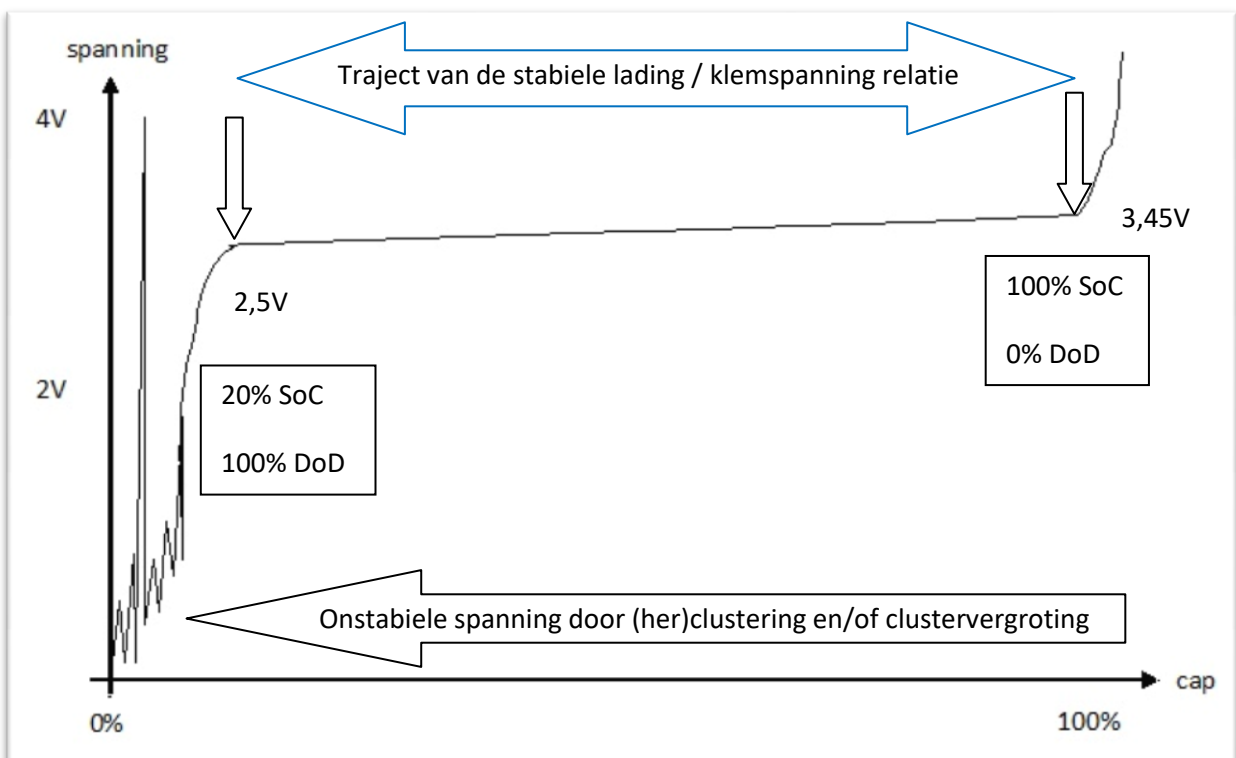 spanning
Traject van de stabiele lading / klemspanning relatie
4V
3,45V
2,5V
100% SoC
0% DoD
2V
20% SoC
100% DoD
Onstabiele spanning door (her)clustering en/of clustervergroting
cap
0%
100%